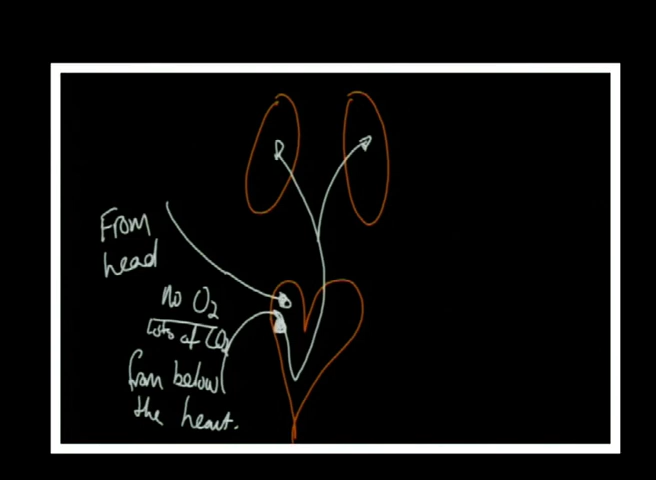 From
head
No O2
Lots of CO2
from below
the heart.